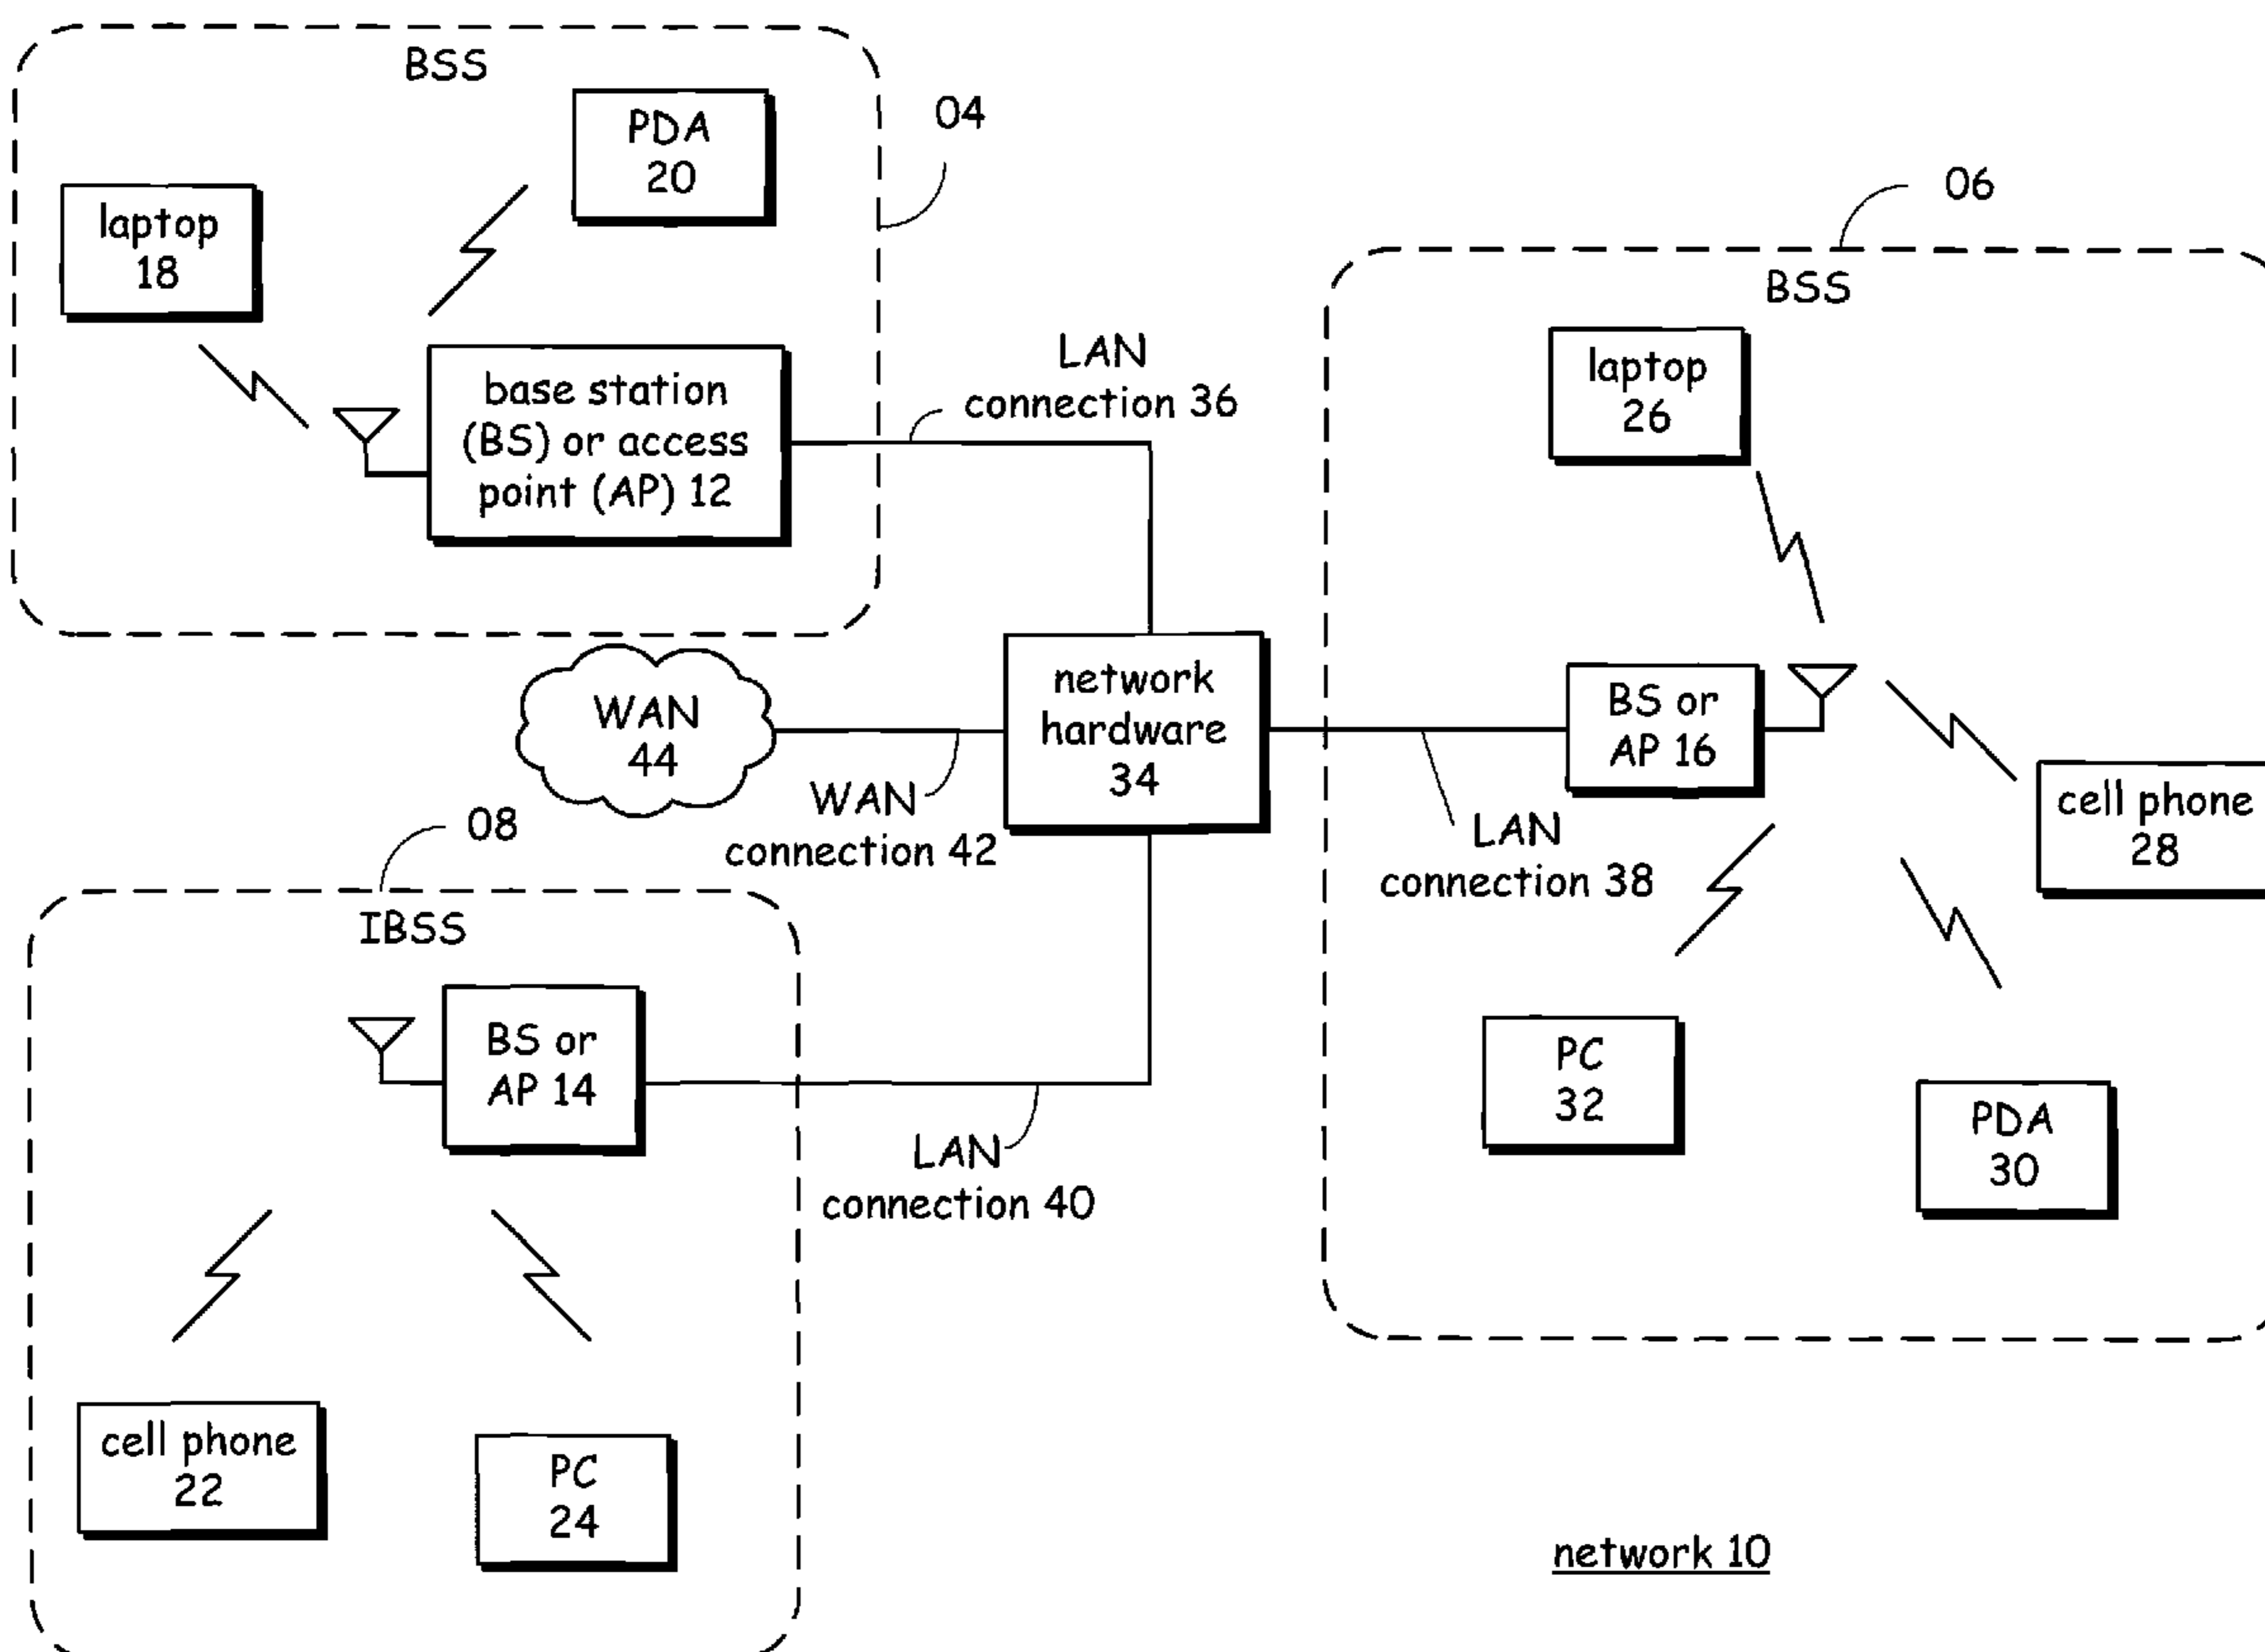 BSS
PDA
20
04
laptop
18
base station
(BS) or access
point (AP) 12
LAN
connection 36
06
BSS
laptop
26
WAN
44
network
hardware
34
WAN
connection 42
BS or
AP 16
LAN
connection 38
cell phone
28
PC
32
PDA
30
08
IBSS
BS or
AP 14
LAN
connection 40
cell phone
22
PC
24
network 10